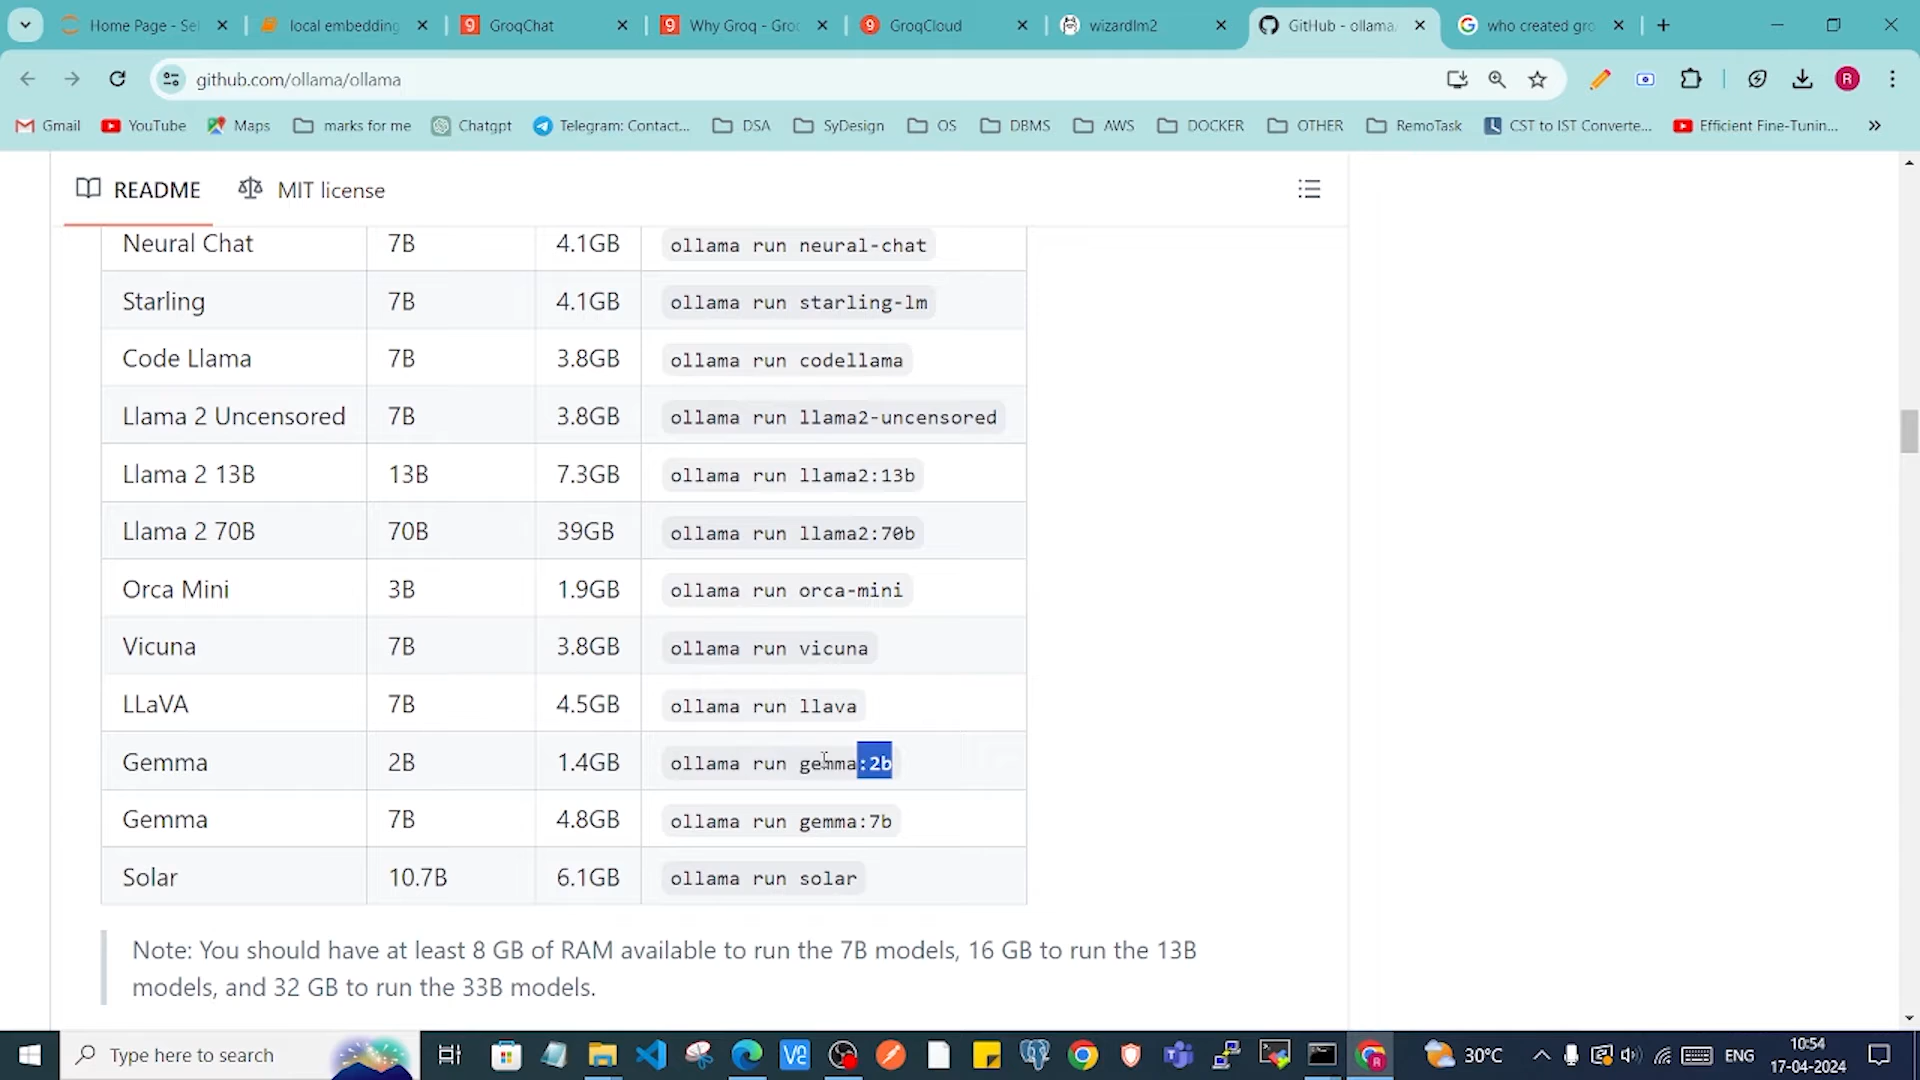 Home Page - Sel
local embedding
GroqChat
Why Groq - Groq
GroqCloud
wizardlm2
GitHub - ollama/
who created gro
github.com/ollama/ollama
R
Gmail
YouTube
Maps
marks for me
Chatgpt
Telegram: Contact...
DSA
SyDesign
OS
DBMS
AWS
DOCKER
OTHER
RemoTask
CST to IST Converte...
Efficient Fine-Tunin...
README
MIT license
Neural Chat 7B 4.1GB ollama run neural-chat
Starling 7B 4.1GB ollama run starling-lm
Code Llama 7B 3.8GB ollama run codellama
Llama 2 Uncensored 7B 3.8GB ollama run llama2-uncensored
Llama 2 13B 13B 7.3GB ollama run llama2:13b
Llama 2 70B 70B 39GB ollama run llama2:70b
Orca Mini 3B 1.9GB ollama run orca-mini
Vicuna 7B 3.8GB ollama run vicuna
LLaVA 7B 4.5GB ollama run llava
Gemma 2B 1.4GB ollama run gemma:2b
Gemma 7B 4.8GB ollama run gemma:7b
Solar 10.7B 6.1GB ollama run solar
Note: You should have at least 8 GB of RAM available to run the 7B models, 16 GB to run the 13B
models, and 32 GB to run the 33B models.
Type here to search
30°C
ENG
10:54
17-04-2024